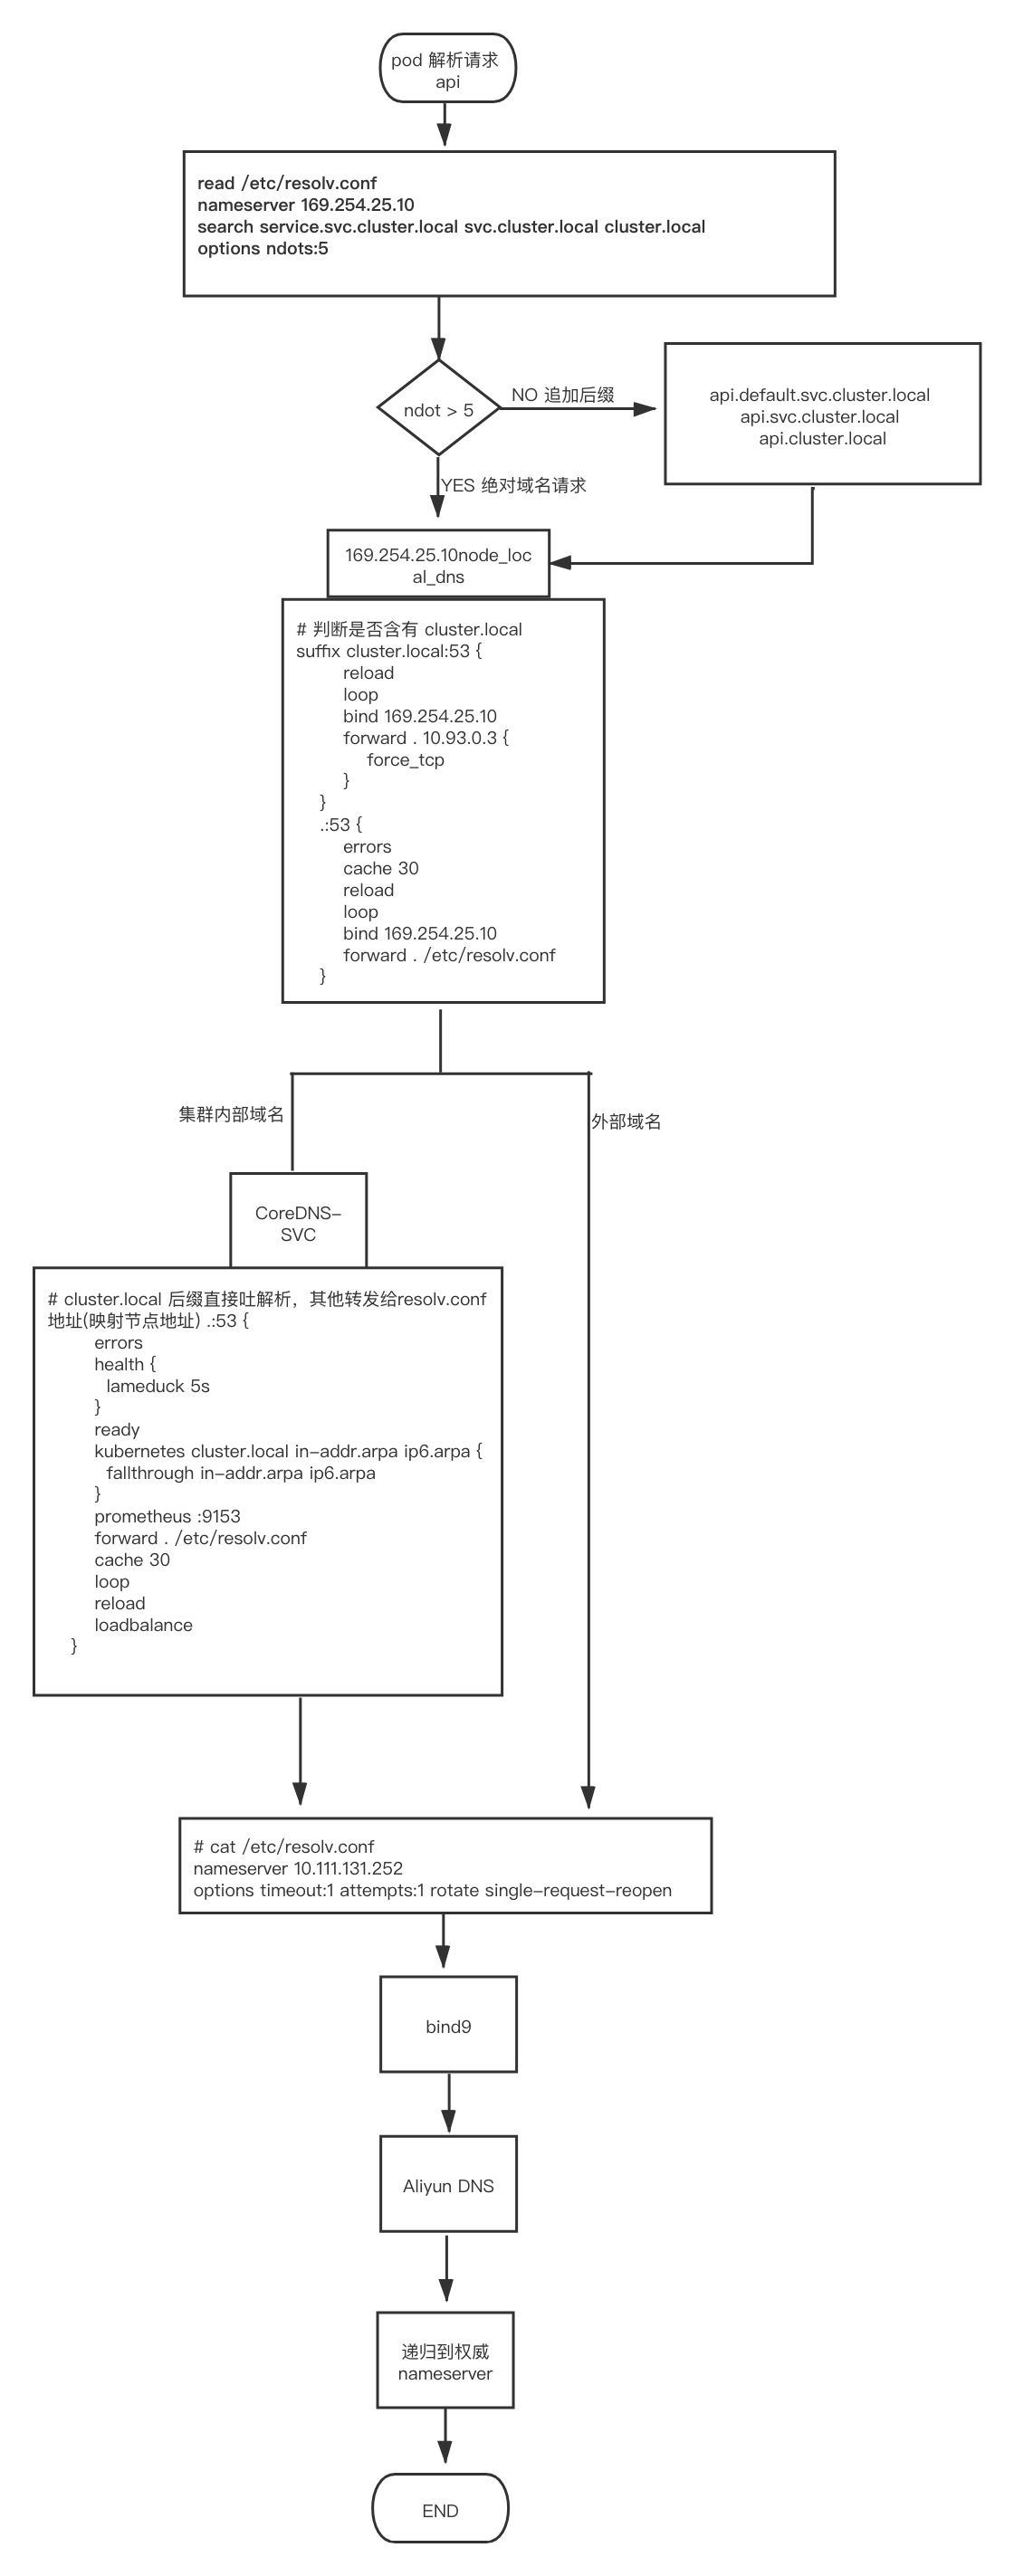 pod 解析请求
api
read /etc/resolv.conf
nameserver 169.254.25.10
search service.svc.cluster.local svc.cluster.local cluster.local
options ndots:5
ndot > 5
NO 追加后缀
api.default.svc.cluster.local
api.svc.cluster.local
api.cluster.local
YES 绝对域名请求
169.254.25.10node_loc
al_dns
# 判断是否含有 cluster.local
suffix cluster.local:53 {
reload
loop
bind 169.254.25.10
forward . 10.93.0.3 {
force_tcp
}
}
.:53 {
errors
cache 30
reload
loop
bind 169.254.25.10
forward . /etc/resolv.conf
}
集群内部域名
外部域名
CoreDNS-
SVC
# cluster.local 后缀直接吐解析，其他转发给resolv.conf
地址(映射节点地址) .:53 {
errors
health {
lameduck 5s
}
ready
kubernetes cluster.local in-addr.arpa ip6.arpa {
fallthrough in-addr.arpa ip6.arpa
}
prometheus :9153
forward . /etc/resolv.conf
cache 30
loop
reload
loadbalance
}
# cat /etc/resolv.conf
nameserver 10.111.131.252
options timeout:1 attempts:1 rotate single-request-reopen
bind9
Aliyun DNS
递归到权威
nameserver
END